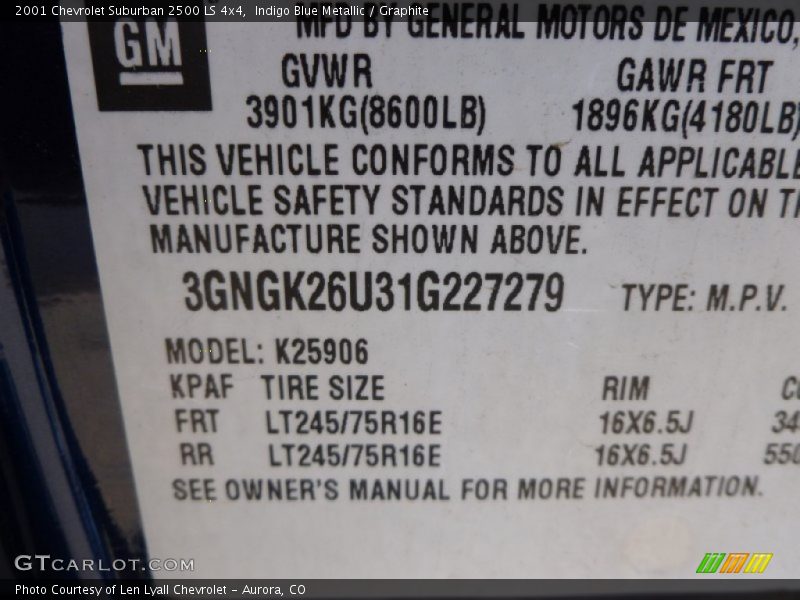 2001 Chevrolet Suburban 2500 LS 4x4, Indigo Blue Metallic / Graphite
GM
MFD BY GENERAL MOTORS DE MEXICO,
GVWR GAWR FRT
3901KG(8600LB) 1896KG(4180LB)
THIS VEHICLE CONFORMS TO ALL APPLICABLE
VEHICLE SAFETY STANDARDS IN EFFECT ON
MANUFACTURE SHOWN ABOVE.
3GNGK26U31G227279 TYPE: M.P.V.
MODEL: K25906
KPAF TIRE SIZE RIM
FRT LT245/75R16E 16X6.5J
RR LT245/75R16E 16X6.5J
SEE OWNER'S MANUAL FOR MORE INFORMATION.
GTcarlot.com
Photo Courtesy of Len Lyall Chevrolet - Aurora, CO